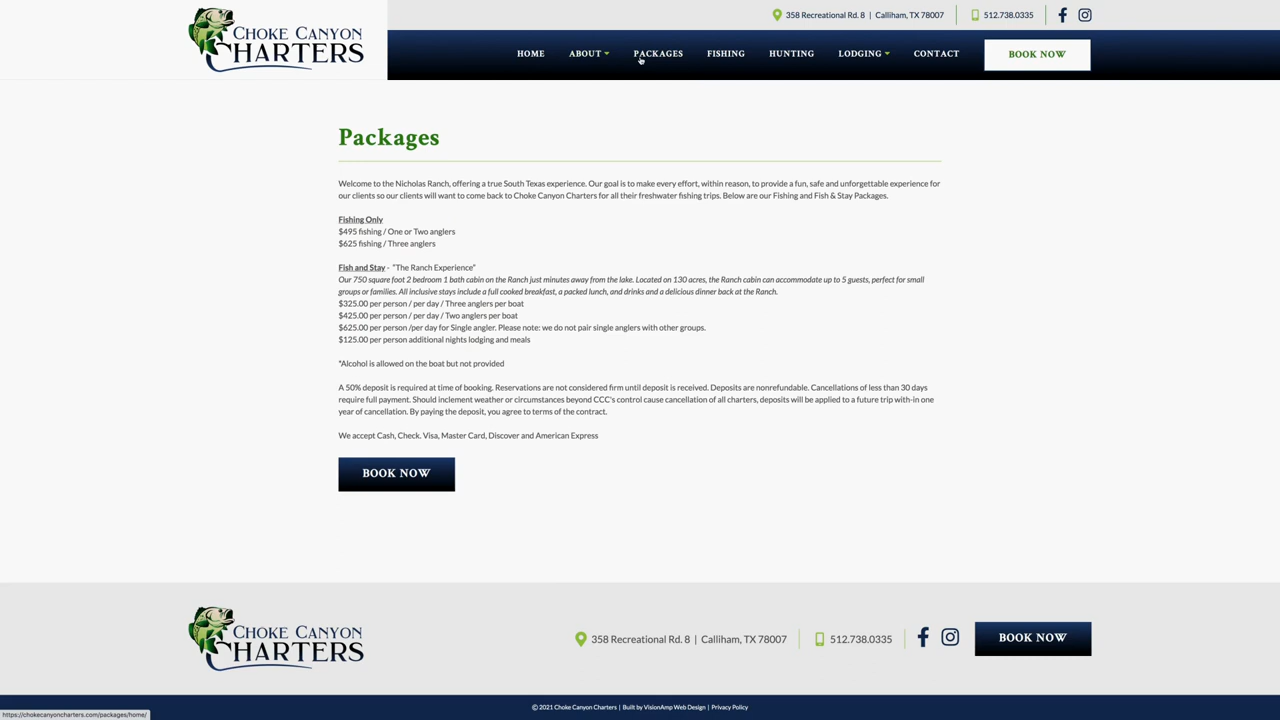 CHOKE CANYON
CHARTERS
358 Recreational Rd. 8 | Calliham, TX 78007
512.738.0335
HOME ABOUT PACKAGES FISHING HUNTING LODGING CONTACT BOOK NOW
Packages
Welcome to the Nicholas Ranch, offering a true South Texas experience. Our goal is to make every effort, within reason, to provide a fun, safe and unforgettable experience for
our clients so our clients will want to come back to Choke Canyon Charters for all their freshwater fishing trips. Below are our Fishing and Fish & Stay Packages.
Fishing Only
$495 fishing / One or Two anglers
$625 fishing / Three anglers
Fish and Stay - "The Ranch Experience"
Our 750 square foot 2 bedroom 1 bath cabin on the Ranch just minutes away from the lake. Located on 130 acres, the Ranch cabin can accommodate up to 5 guests, perfect for small
groups or families. All inclusive stays include a full cooked breakfast, a packed lunch, and drinks and a delicious dinner back at the Ranch.
$325.00 per person / per day / Three anglers per boat
$425.00 per person / per day / Two anglers per boat
$625.00 per person /per day for Single angler. Please note: we do not pair single anglers with other groups.
$125.00 per person additional nights lodging and meals
*Alcohol is allowed on the boat but not provided
A 50% deposit is required at time of booking. Reservations are not considered firm until deposit is received. Deposits are nonrefundable. Cancellations of less than 30 days
require full payment. Should inclement weather or circumstances beyond CCC's control cause cancellation of all charters, deposits will be applied to a future trip with-in one
year of cancellation. By paying the deposit, you agree to terms of the contract.
We accept Cash, Check. Visa, Master Card, Discover and American Express
BOOK NOW
CHOKE CANYON
CHARTERS
358 Recreational Rd. 8 | Calliham, TX 78007
512.738.0335
BOOK NOW
© 2021 Choke Canyon Charters | Built by VisionAmp Web Design | Privacy Policy
https://chokecanyoncharters.com/packages/home/